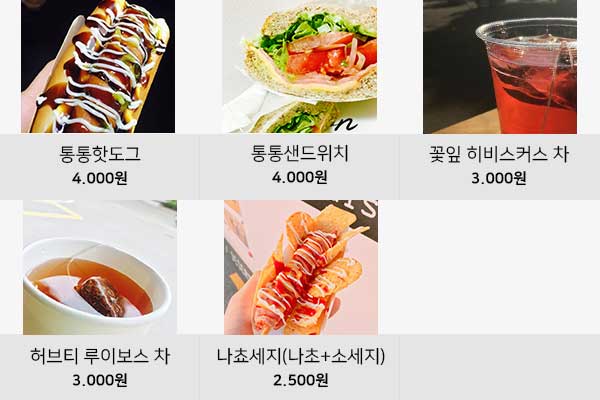 통통핫도그
4.000원
통통샌드위치
4.000원
꽃잎 히비스커스 차
3.000원
허브티 루이보스 차
3.000원
나쵸세지(나초+소세지)
2.500원